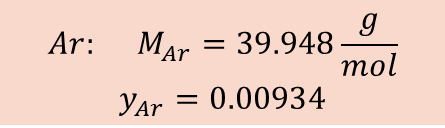 Ar: M_Ar = 39.948 g/mol
y_Ar = 0.00934